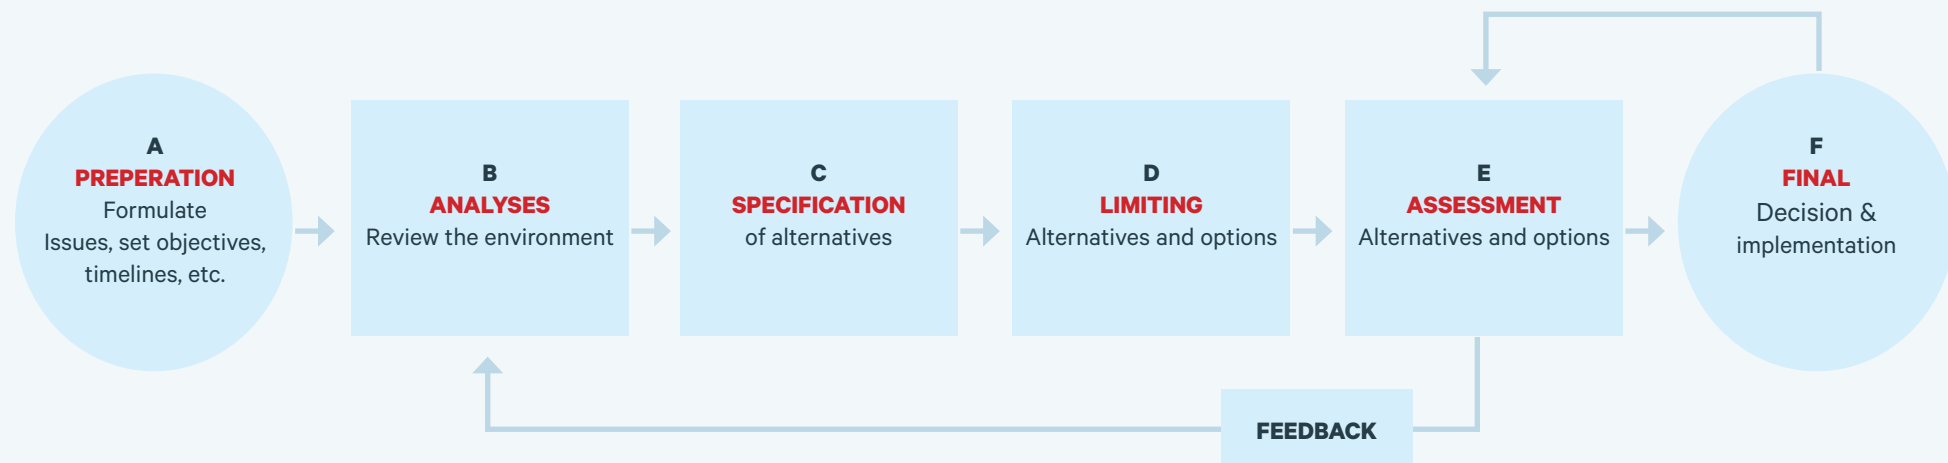 A
PREPERATION
Formulate
Issues, set objectives,
timelines, etc.
B
ANALYSES
Review the environment
C
SPECIFICATION
of alternatives
D
LIMITING
Alternatives and options
E
ASSESSMENT
Alternatives and options
F
FINAL
Decision &
implementation
FEEDBACK